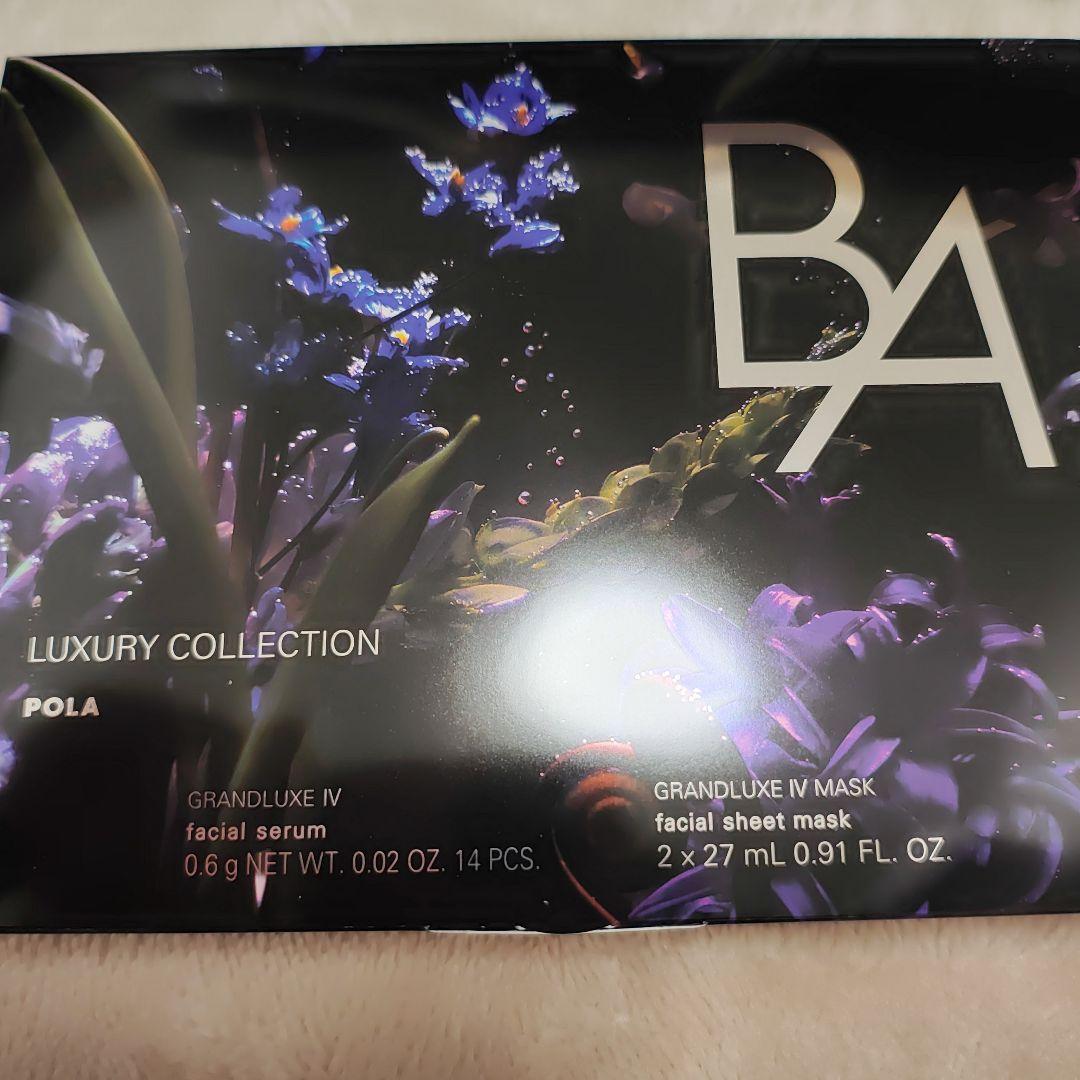 BA
LUXURY COLLECTION
POLA
GRANDLUXE IV
facial serum
0.6 g NET WT. 0.02 OZ. 14 PCS.
GRANDLUXE IV MASK
facial sheet mask
2 x 27 mL 0.91 FL. OZ.